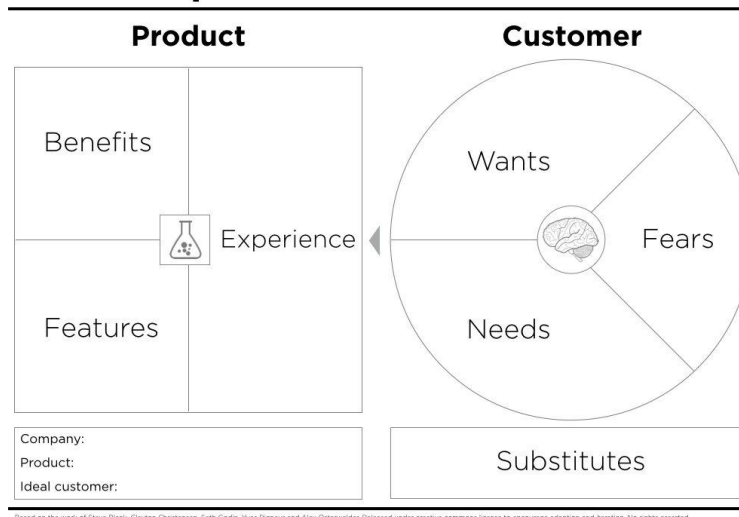 Product
Customer
Benefits
Experience
Features
Wants
Fears
Needs
Company:
Product:
Ideal customer:
Substitutes